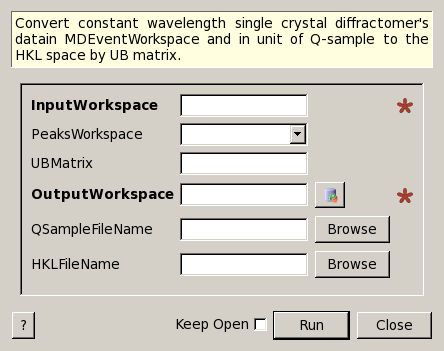 Convert constant wavelength single crystal diffractomer's
datain MDEventWorkspace and in unit of Q-sample to the
HKL space by UB matrix.
InputWorkspace
PeaksWorkspace
UBMatrix
OutputWorkspace
QSampleFileName Browse
HKLFileName Browse
? Keep Open Run Close